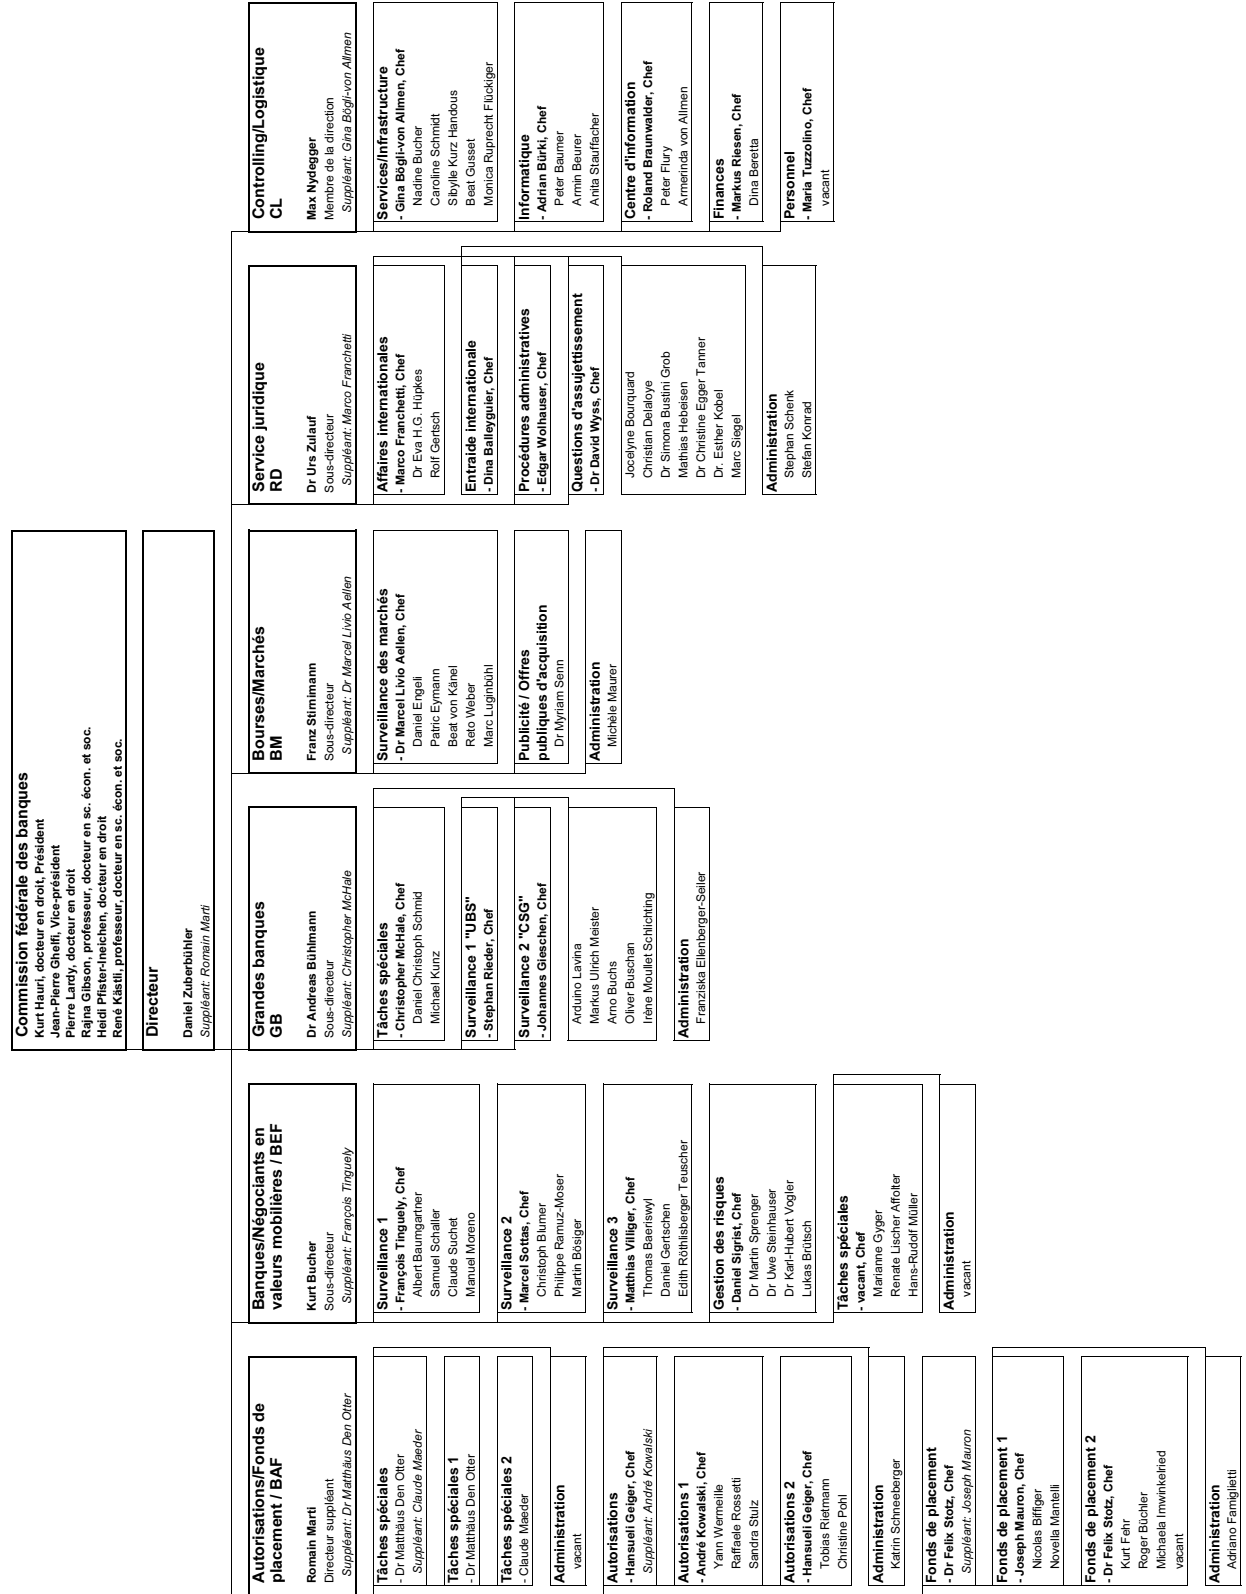 Commission fédérale des banques
Kurt Hauri, docteur en droit, Président
Jean-Pierre Ghelfi, Vice-président
Pierre Lardy, docteur en droit
Rajna Gibson, professeur, docteur en sc. écon. et soc.
Heidi Pfister-Ineichen, docteur en droit
René Kästli, professeur, docteur en sc. écon. et soc.
Directeur
Daniel Zuberbühler
Suppléant: Romain Marti
Autorisations/Fonds de
placement / BAF
Romain Marti
Directeur suppléant
Suppléant: Dr Matthäus Den Otter
Tâches spéciales
- Dr Matthäus Den Otter
Suppléant: Claude Maeder
Tâches spéciales 1
- Dr Matthäus Den Otter
Tâches spéciales 2
- Claude Maeder
Administration
vacant
Autorisations
- Hansueli Geiger, Chef
Suppléant: André Kowalski
Autorisations 1
- André Kowalski, Chef
Yann Wermeille
Raffaele Rossetti
Sandra Stulz
Autorisations 2
- Hansueli Geiger, Chef
Tobias Rietmann
Christine Pohl
Administration
Katrin Schneeberger
Fonds de placement
- Dr Felix Stotz, Chef
Suppléant: Joseph Mauron
Fonds de placement 1
- Joseph Mauron, Chef
Nicolas Biffiger
Novella Mantelli
Fonds de placement 2
- Dr Felix Stotz, Chef
Kurt Fehr
Roger Büchler
Michaela Imwinkelried
vacant
Administration
Adriano Famiglietti
Banques/Négociants en
valeurs mobilières / BEF
Kurt Bucher
Sous-directeur
Suppléant: François Tinguely
Surveillance 1
- François Tinguely, Chef
Albert Baumgartner
Samuel Schaller
Claude Suchet
Manuel Moreno
Surveillance 2
- Marcel Sottas, Chef
Christoph Blumer
Philippe Ramuz-Moser
Martin Bösiger
Surveillance 3
- Matthias Villiger, Chef
Thomas Baeriswyl
Daniel Gertschen
Edith Röthlisberger Teuscher
Gestion des risques
- Daniel Sigrist, Chef
Dr Martin Sprenger
Dr Uwe Steinhauser
Dr Karl-Hubert Vogler
Lukas Brütsch
Tâches spéciales
- vacant, Chef
Marianne Gyger
Renate Lischer Affolter
Hans-Rudolf Müller
Administration
vacant
Grandes banques
GB
Dr Andreas Bühlmann
Sous-directeur
Suppléant: Christopher McHale
Tâches spéciales
- Christopher McHale, Chef
Daniel Christoph Schmid
Michael Kunz
Surveillance 1 "UBS"
- Stephan Rieder, Chef
Surveillance 2 "CSG"
- Johannes Gieschen, Chef
Arduino Lavina
Markus Ulrich Meister
Arno Buchs
Oliver Buschan
Irène Moullet Schlichting
Administration
Franziska Ellenberger-Seiler
Bourses/Marchés
BM
Franz Stirnimann
Sous-directeur
Suppléant: Dr Marcel Livio Aellen
Surveillance des marchés
- Dr Marcel Livio Aellen, Chef
Daniel Engeli
Patric Eymann
Beat von Känel
Reto Weber
Marc Luginbühl
Publicité / Offres
publiques d'acquisition
Dr Myriam Senn
Administration
Michèle Maurer
Service juridique
RD
Dr Urs Zulauf
Sous-directeur
Suppléant: Marco Franchetti
Affaires internationales
- Marco Franchetti, Chef
Dr Eva H.G. Hüpkes
Rolf Gertsch
Entraide internationale
- Dina Balleyguier, Chef
Procédures administratives
- Edgar Wolhauser, Chef
Questions d'assujettissement
- Dr David Wyss, Chef
Jocelyne Bourquard
Christian Delaloye
Dr Simona Bustini Grob
Mathias Hebeisen
Dr Christine Egger Tanner
Dr. Esther Kobel
Marc Siegel
Administration
Stephan Schenk
Stefan Konrad
Controlling/Logistique
CL
Max Nydegger
Membre de la direction
Suppléant: Gina Bögli-von Allmen
Services/Infrastructure
- Gina Bögli-von Allmen, Chef
Nadine Bucher
Caroline Schmidt
Sibylle Kurz Handous
Beat Gusset
Monica Ruprecht Flückiger
Informatique
- Adrian Bürki, Chef
Peter Baumer
Armin Beurer
Anita Stauffacher
Centre d'information
- Roland Braunwalder, Chef
Peter Flury
Armerinda von Allmen
Finances
- Markus Riesen, Chef
Dina Beretta
Personnel
- Maria Tuzzolino, Chef
vacant